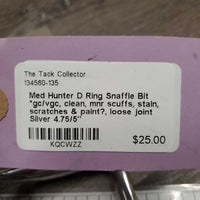 The Tack Collector
134560-135
Med Hunter D Ring Snaffle Bit
*gc/vgc, clean, mnr scuffs, stain,
scratches & paint?, loose joint
Silver 4.75/5"
$25.00
KQCWZZ